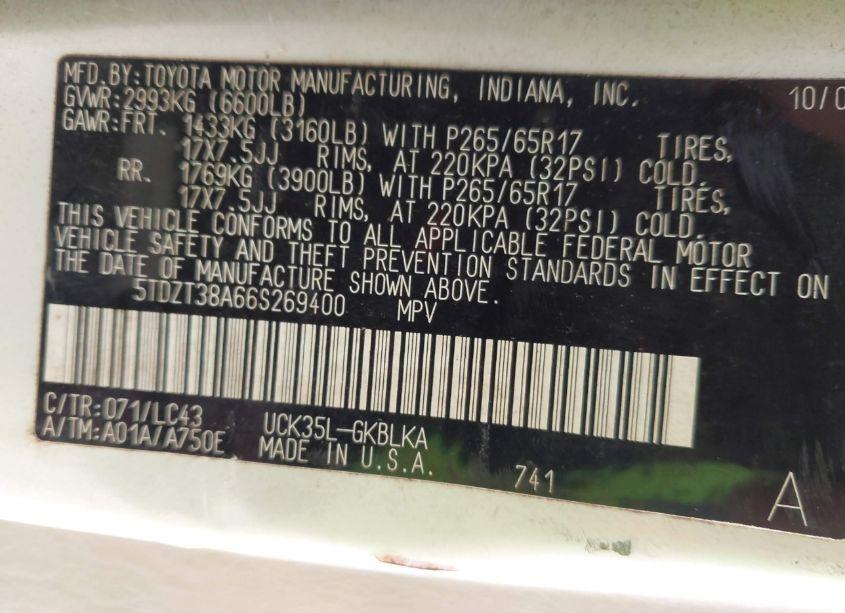 MFD.BY:TOYOTA MOTOR MANUFACTURING, INDIANA, INC. 10/0
GVWR:2993KG (6600LB)
GAWR:FRT. 1433KG (3160LB) WITH P265/65R17 TIRES,
17X7.5JJ RIMS, AT 220KPA (32PSI) COLD,
RR. 1769KG (3900LB) WITH P265/65R17 TIRES,
17X7.5JJ RIMS, AT 220KPA (32PSI) COLD.
THIS VEHICLE CONFORMS TO ALL APPLICABLE FEDERAL MOTOR
VEHICLE SAFETY AND THEFT PREVENTION STANDARDS IN EFFECT ON
THE DATE OF MANUFACTURE SHOWN ABOVE.
5TDZT38A66S269400 MPV
C/TR:071/LC43 UCK35L-GKBLKA
A/TM:A01A/A750E MADE IN U.S.A. 741 A